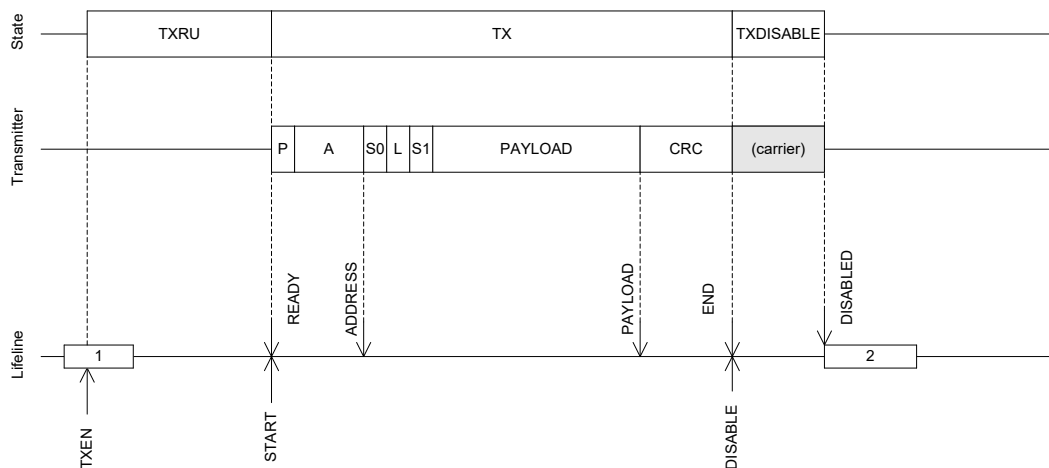 State
TXRU
TX
TXDISABLE
Transmitter
P
A
S0
L
S1
PAYLOAD
CRC
(carrier)
READY
ADDRESS
PAYLOAD
END
DISABLED
Lifeline
1
2
TXEN
START
DISABLE